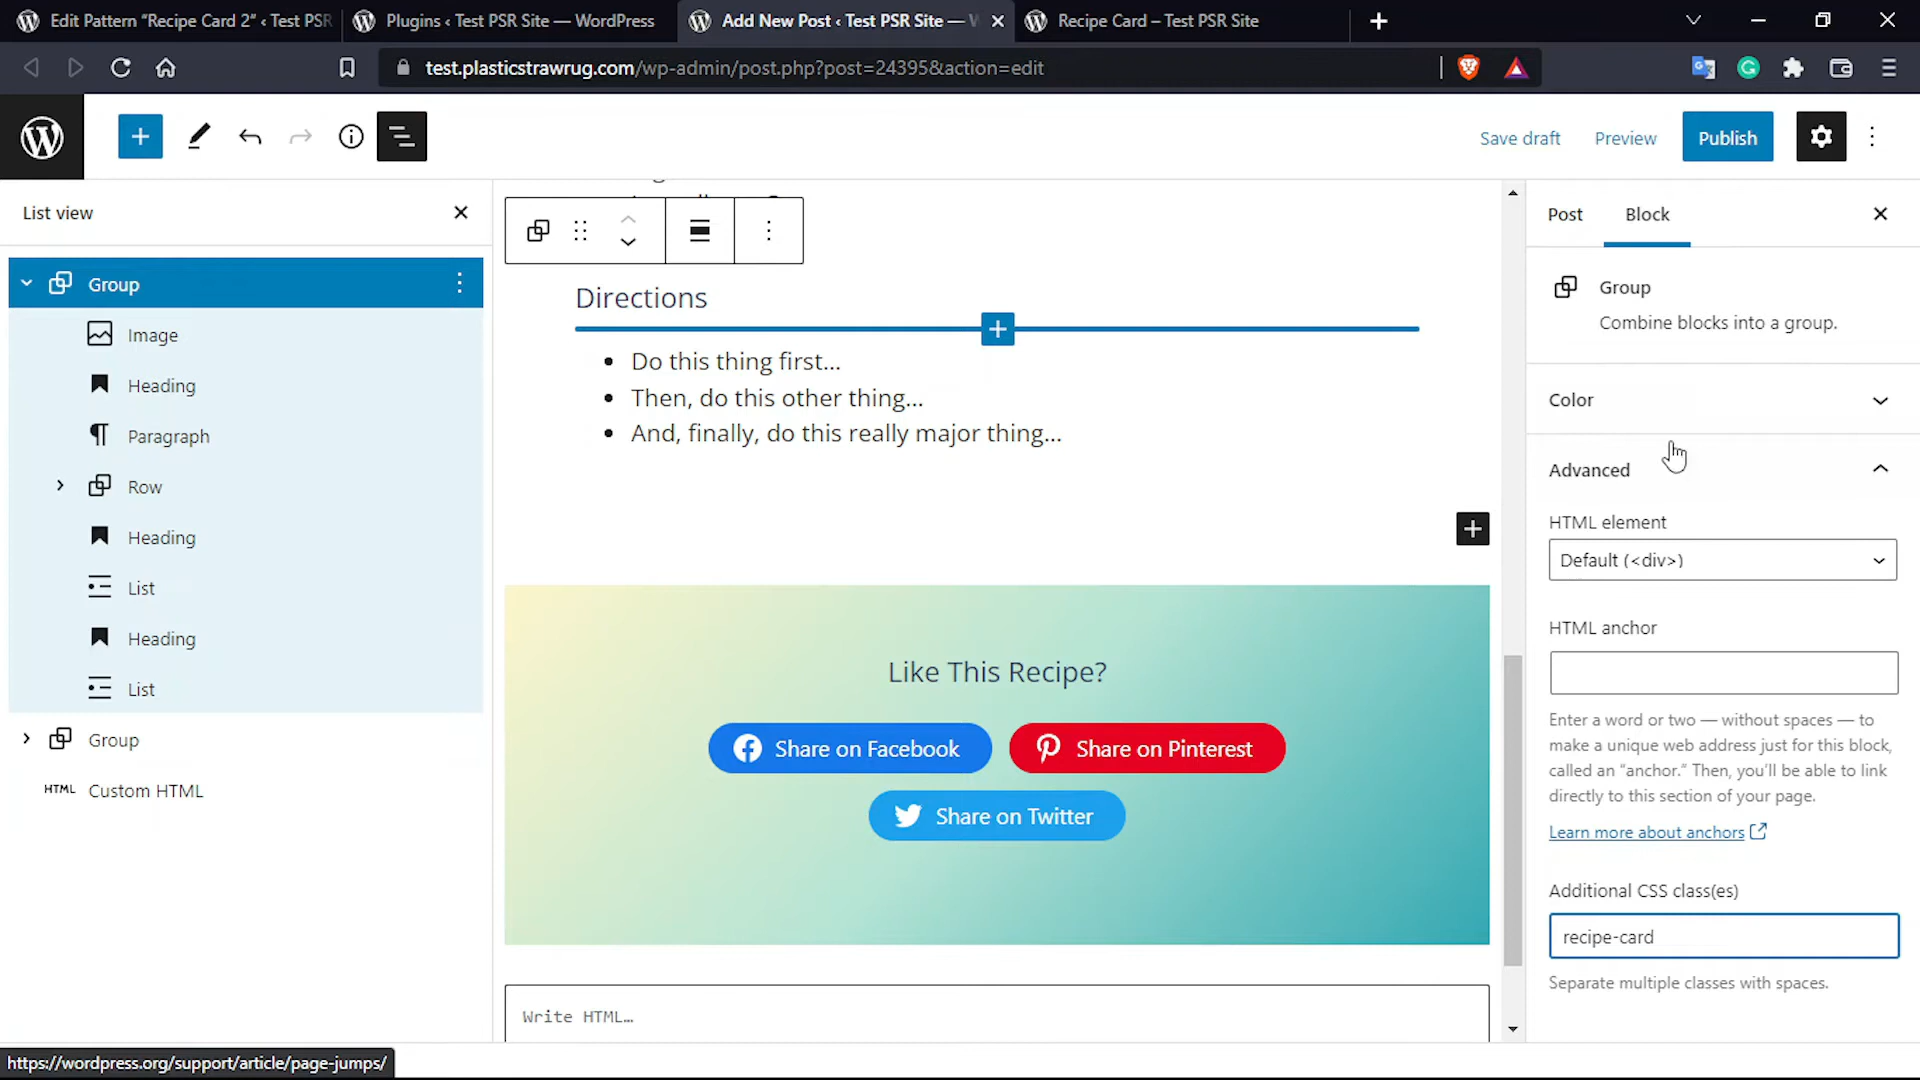 Edit Pattern “Recipe Card 2” ‹ Test PSR
Plugins ‹ Test PSR Site — WordPress
Add New Post ‹ Test PSR Site — W
Recipe Card – Test PSR Site
test.plasticstrawrug.com/wp-admin/post.php?post=24395&action=edit
Save draft
Preview
Publish
List view
Group
Image
Heading
Paragraph
Row
Heading
List
Heading
List
Group
HTML Custom HTML
Directions
Do this thing first...
Then, do this other thing...
And, finally, do this really major thing...
Like This Recipe?
Share on Facebook
Share on Pinterest
Share on Twitter
Write HTML…
Post
Block
Group
Combine blocks into a group.
Color
Advanced
HTML element
Default (<div>)
HTML anchor
Enter a word or two — without spaces — to
make a unique web address just for this block,
called an “anchor.” Then, you’ll be able to link
directly to this section of your page.
Learn more about anchors
Additional CSS class(es)
recipe-card
Separate multiple classes with spaces.
https://wordpress.org/support/article/page-jumps/